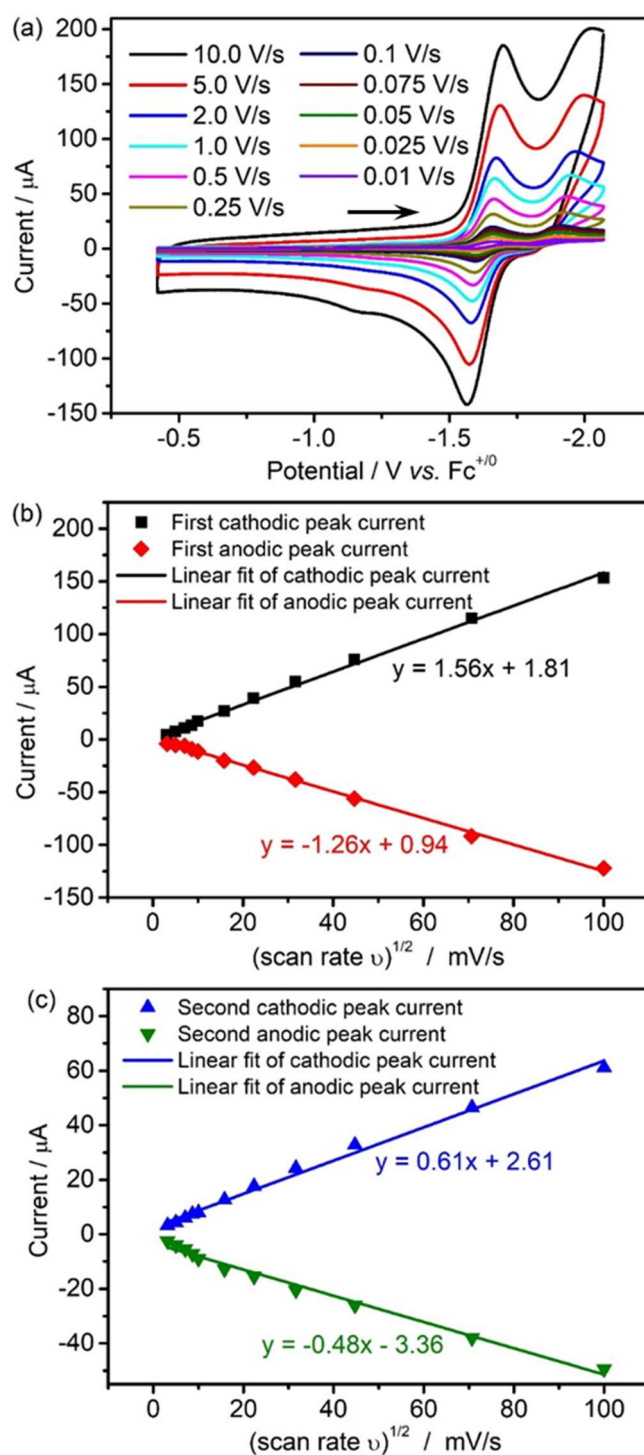 (a)
200
150
100
50
0
-50
-100
-150
Current / μA
10.0 V/s
5.0 V/s
2.0 V/s
1.0 V/s
0.5 V/s
0.25 V/s
0.1 V/s
0.075 V/s
0.05 V/s
0.025 V/s
0.01 V/s
-0.5 -1.0 -1.5 -2.0
Potential / V vs. Fc⁺/⁰
(b)
225
200
150
100
50
0
-50
-100
-150
Current / μA
First cathodic peak current
First anodic peak current
Linear fit of cathodic peak current
Linear fit of anodic peak current
y = 1.56x + 1.81
y = -1.26x + 0.94
0 20 40 60 80 100
(scan rate υ)¹/² / mV/s
(c)
80
60
40
20
0
-20
-40
Current / μA
Second cathodic peak current
Second anodic peak current
Linear fit of cathodic peak current
Linear fit of anodic peak current
y = 0.61x + 2.61
y = -0.48x - 3.36
0 20 40 60 80 100
(scan rate υ)¹/² / mV/s